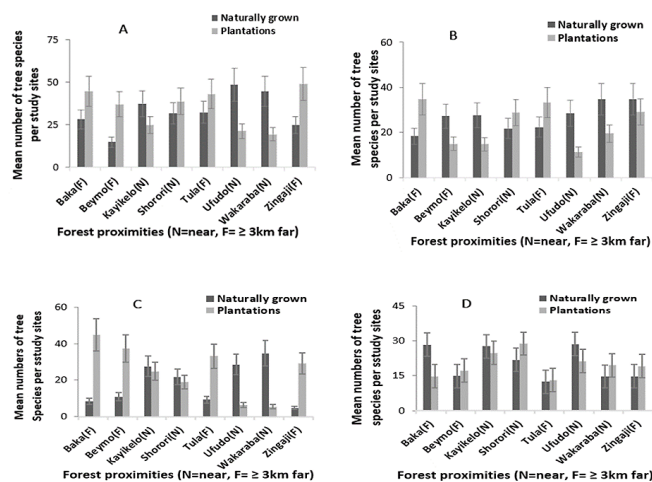 A
Naturally grown
Plantations
Mean number of tree species
per study sites
75
50
25
0
Baka(F)
Beymo(F)
Kayikelo(N)
Shorori(N)
Tula(F)
Ufudo(N)
Wakaraba(N)
Zingaji(F)
Forest proximities (N=near, F= ≥ 3km far)
B
Naturally grown
Plantations
Mean number of tree
species per study sites
60
40
20
0
Baka(F)
Beymo(F)
Kayikelo(N)
Shorori(N)
Tula(F)
Ufudo(N)
Wakaraba(N)
Zingaji(F)
Forest proximities (N=near, F= ≥ 3km far)
C
Naturally grown
Plantations
Mean numbers of tree
Species per sstudy sites
60
40
20
0
Baka(F)
Beymo(F)
Kayikelo(N)
Shorori(N)
Tula(F)
Ufudo(N)
Wakaraba(N)
Zingaji(F)
Forest proximities (N=near, F= ≥ 3km far)
D
Naturally grown
Plantations
Mean numbers of tree
species per study sites
45
30
15
0
Baka(F)
Beymo(F)
Kayikelo(N)
Shorori(N)
Tula(F)
Ufudo(N)
Wakaraba(N)
Zingaji(F)
Forest proximities (N=near, F= ≥ 3km far)